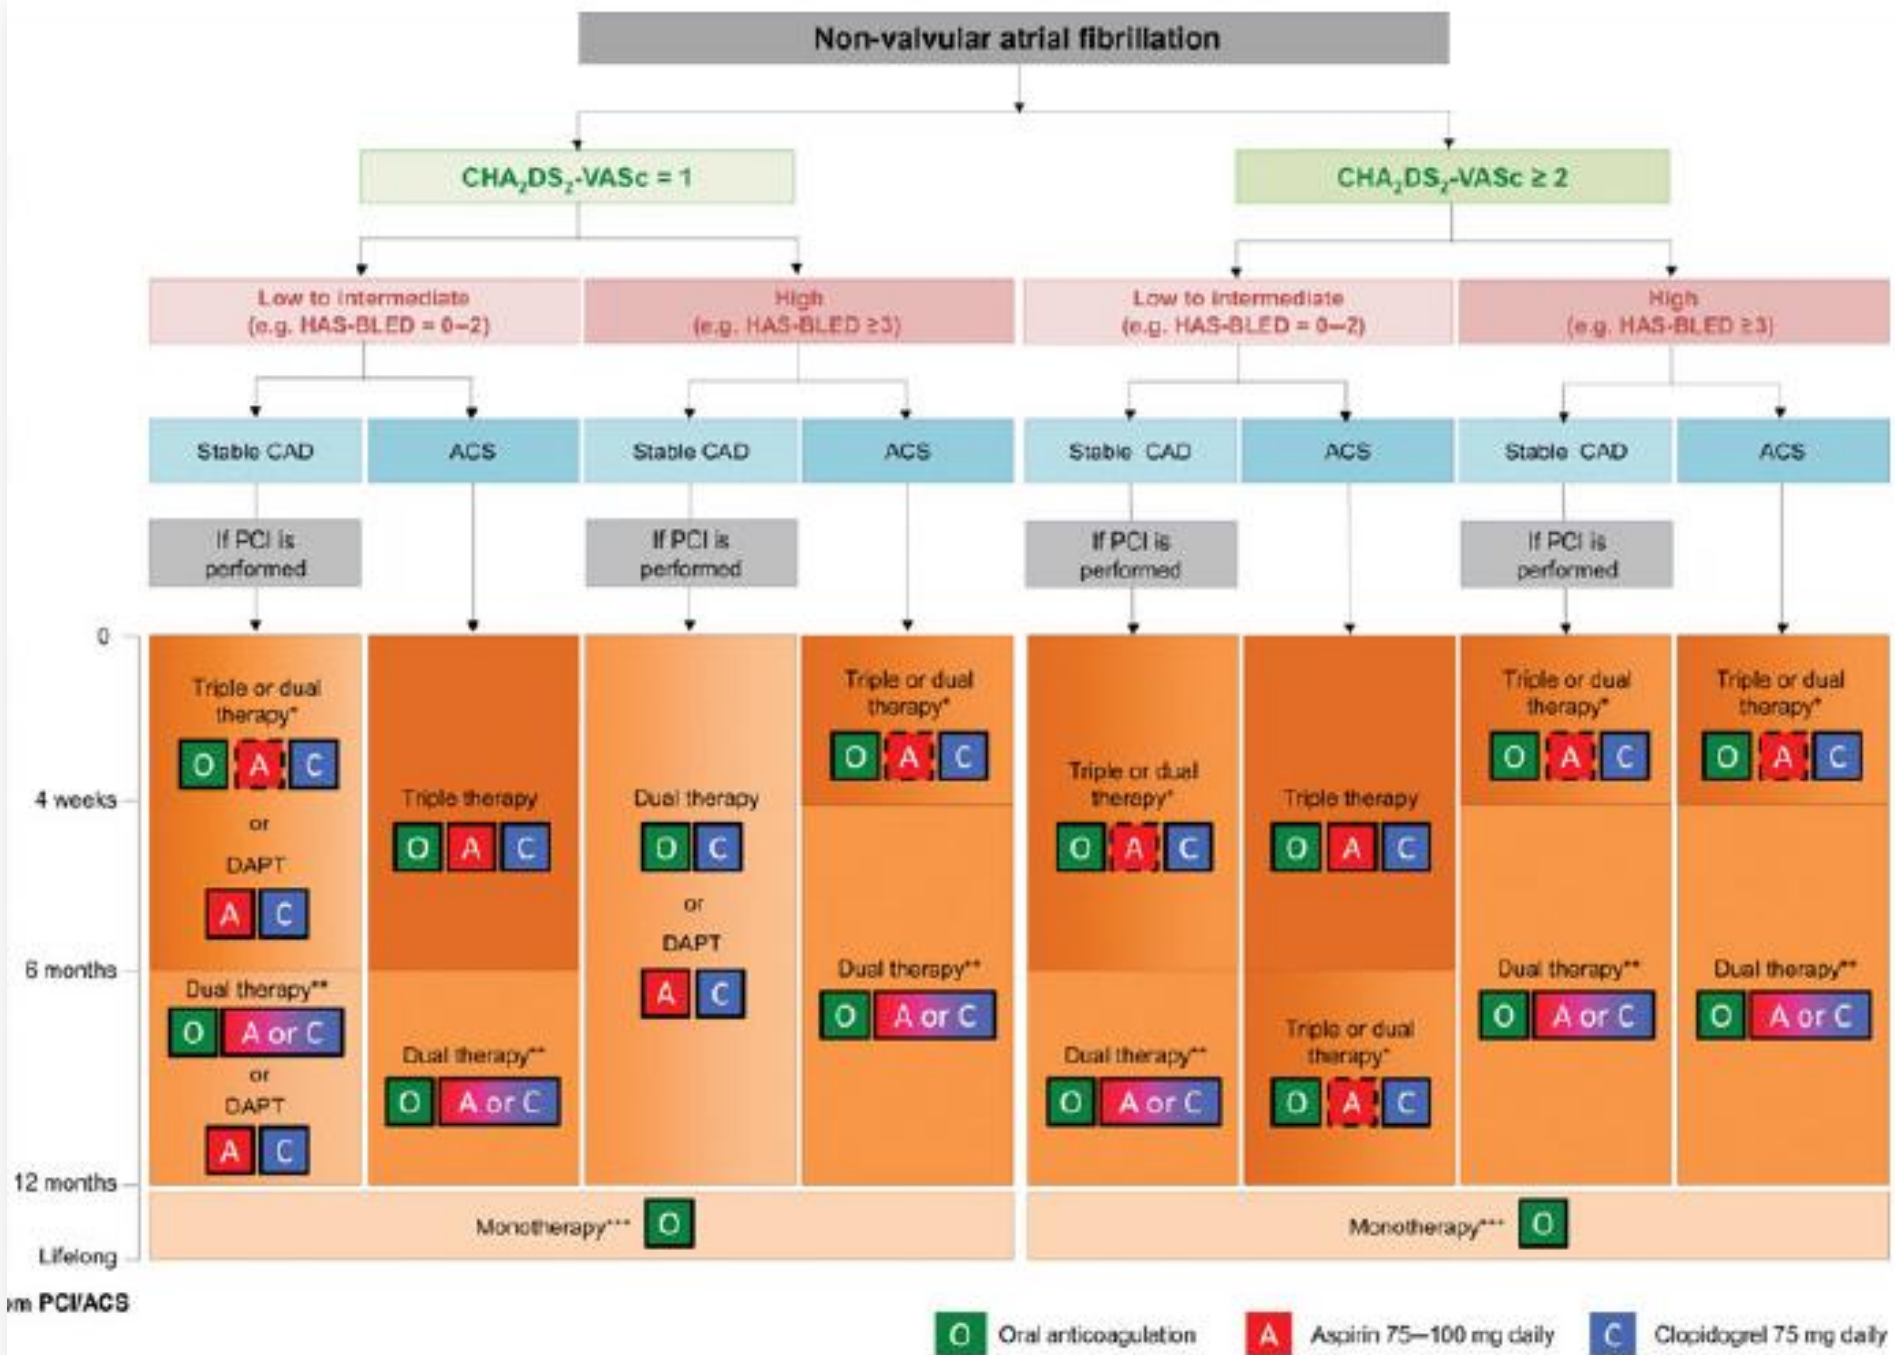 Non-valvular atrial fibrillation
CHA₂DS₂-VASc = 1
CHA₂DS₂-VASc ≥ 2
Low to intermediate
(e.g. HAS-BLED = 0–2)
High
(e.g. HAS-BLED ≥3)
Low to intermediate
(e.g. HAS-BLED = 0–2)
High
(e.g. HAS-BLED ≥3)
Stable CAD
ACS
Stable CAD
ACS
Stable CAD
ACS
Stable CAD
ACS
If PCI is
performed
If PCI is
performed
If PCI is
performed
If PCI is
performed
0
4 weeks
6 months
12 months
Lifelong
Triple or dual
therapy*
O A C
or
DAPT
A C
Dual therapy**
O A or C
or
DAPT
A C
Triple therapy
O A C
Dual therapy**
O A or C
Dual therapy
O C
or
DAPT
A C
Triple or dual
therapy*
O A C
Dual therapy**
O A or C
Triple or dual
therapy*
O A C
Dual therapy**
O A or C
Triple therapy
O A C
Triple or dual
therapy*
O A C
Triple or dual
therapy*
O A C
Dual therapy**
O A or C
Triple or dual
therapy*
O A C
Dual therapy**
O A or C
Monotherapy*** O
Monotherapy*** O
PCI/ACS
O Oral anticoagulation
A Aspirin 75–100 mg daily
C Clopidogrel 75 mg daily